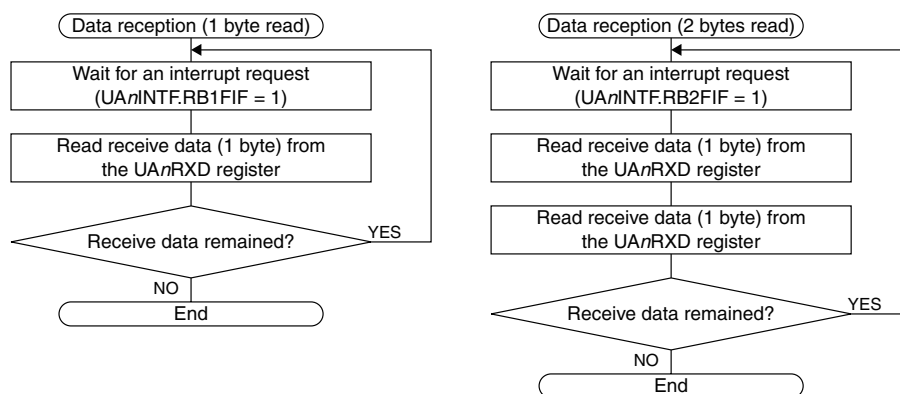 Data reception (1 byte read)
Wait for an interrupt request
(UAnINTF.RB1FIF = 1)
Read receive data (1 byte) from
the UAnRXD register
Receive data remained?
YES
NO
End
Data reception (2 bytes read)
Wait for an interrupt request
(UAnINTF.RB2FIF = 1)
Read receive data (1 byte) from
the UAnRXD register
Read receive data (1 byte) from
the UAnRXD register
Receive data remained?
YES
NO
End